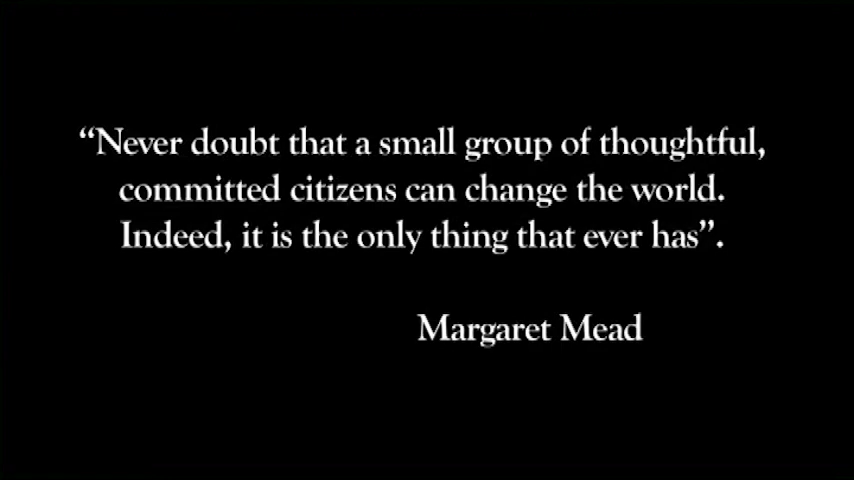 “Never doubt that a small group of thoughtful,
committed citizens can change the world.
Indeed, it is the only thing that ever has”.
Margaret Mead